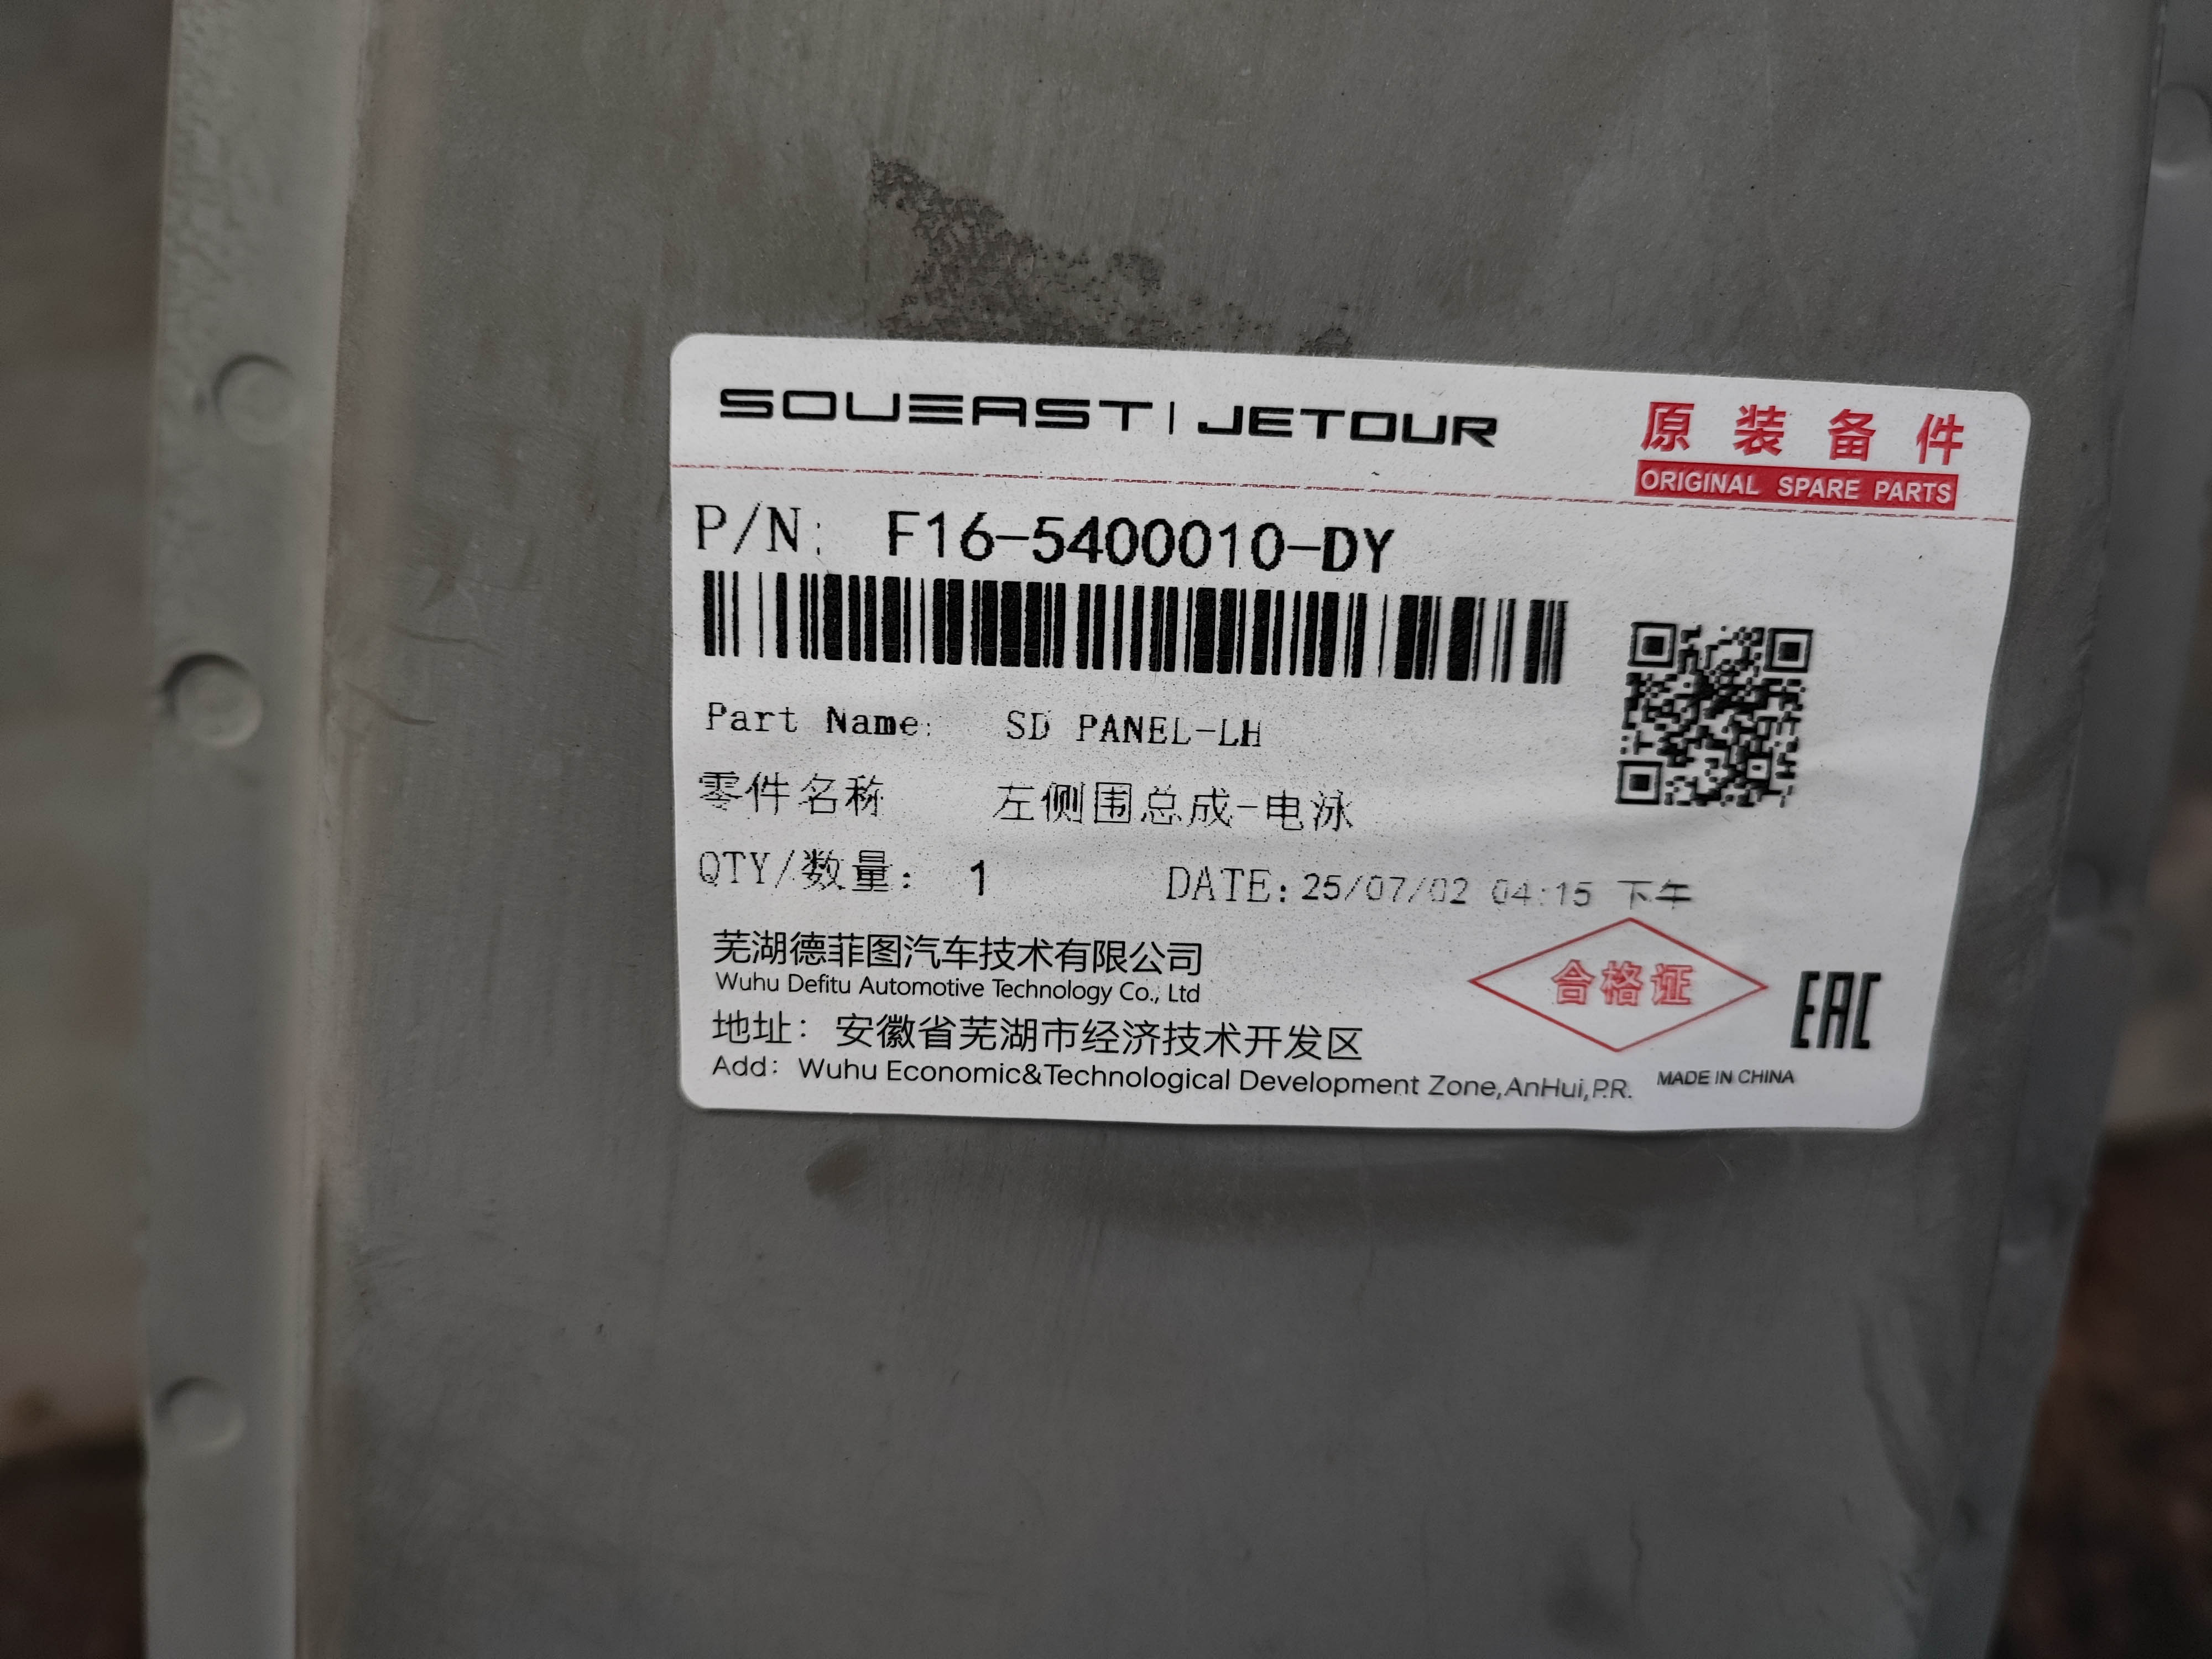 SOUEAST | JETOUR
原装备件
ORIGINAL SPARE PARTS
P/N: F16-5400010-DY
Part Name: SD PANEL-LH
零件名称 左侧围总成-电泳
QTY/数量: 1 DATE: 25/07/02 04:15 下午
芜湖德菲图汽车技术有限公司
Wuhu Defitu Automotive Technology Co., Ltd
合格证
EAC
地址: 安徽省芜湖市经济技术开发区
Add: Wuhu Economic&Technological Development Zone,AnHui,P.R.
MADE IN CHINA